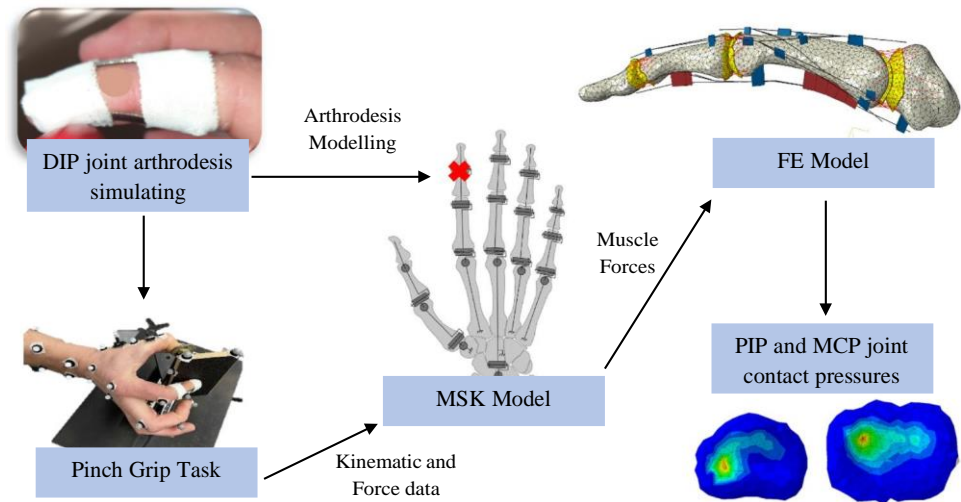 DIP joint arthrodesis
simulating
Arthrodesis
Modelling
FE Model
Muscle
Forces
MSK Model
PIP and MCP joint
contact pressures
Pinch Grip Task
Kinematic and
Force data